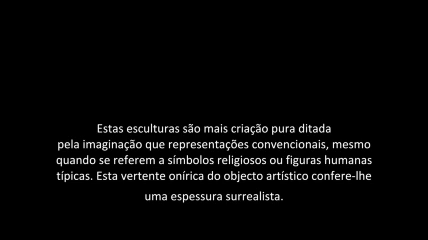 Estas esculturas são mais criação pura ditada
pela imaginação que representações convencionais, mesmo
quando se referem a símbolos religiosos ou figuras humanas
típicas. Esta vertente onírica do objecto artístico confere-lhe
uma espessura surrealista.